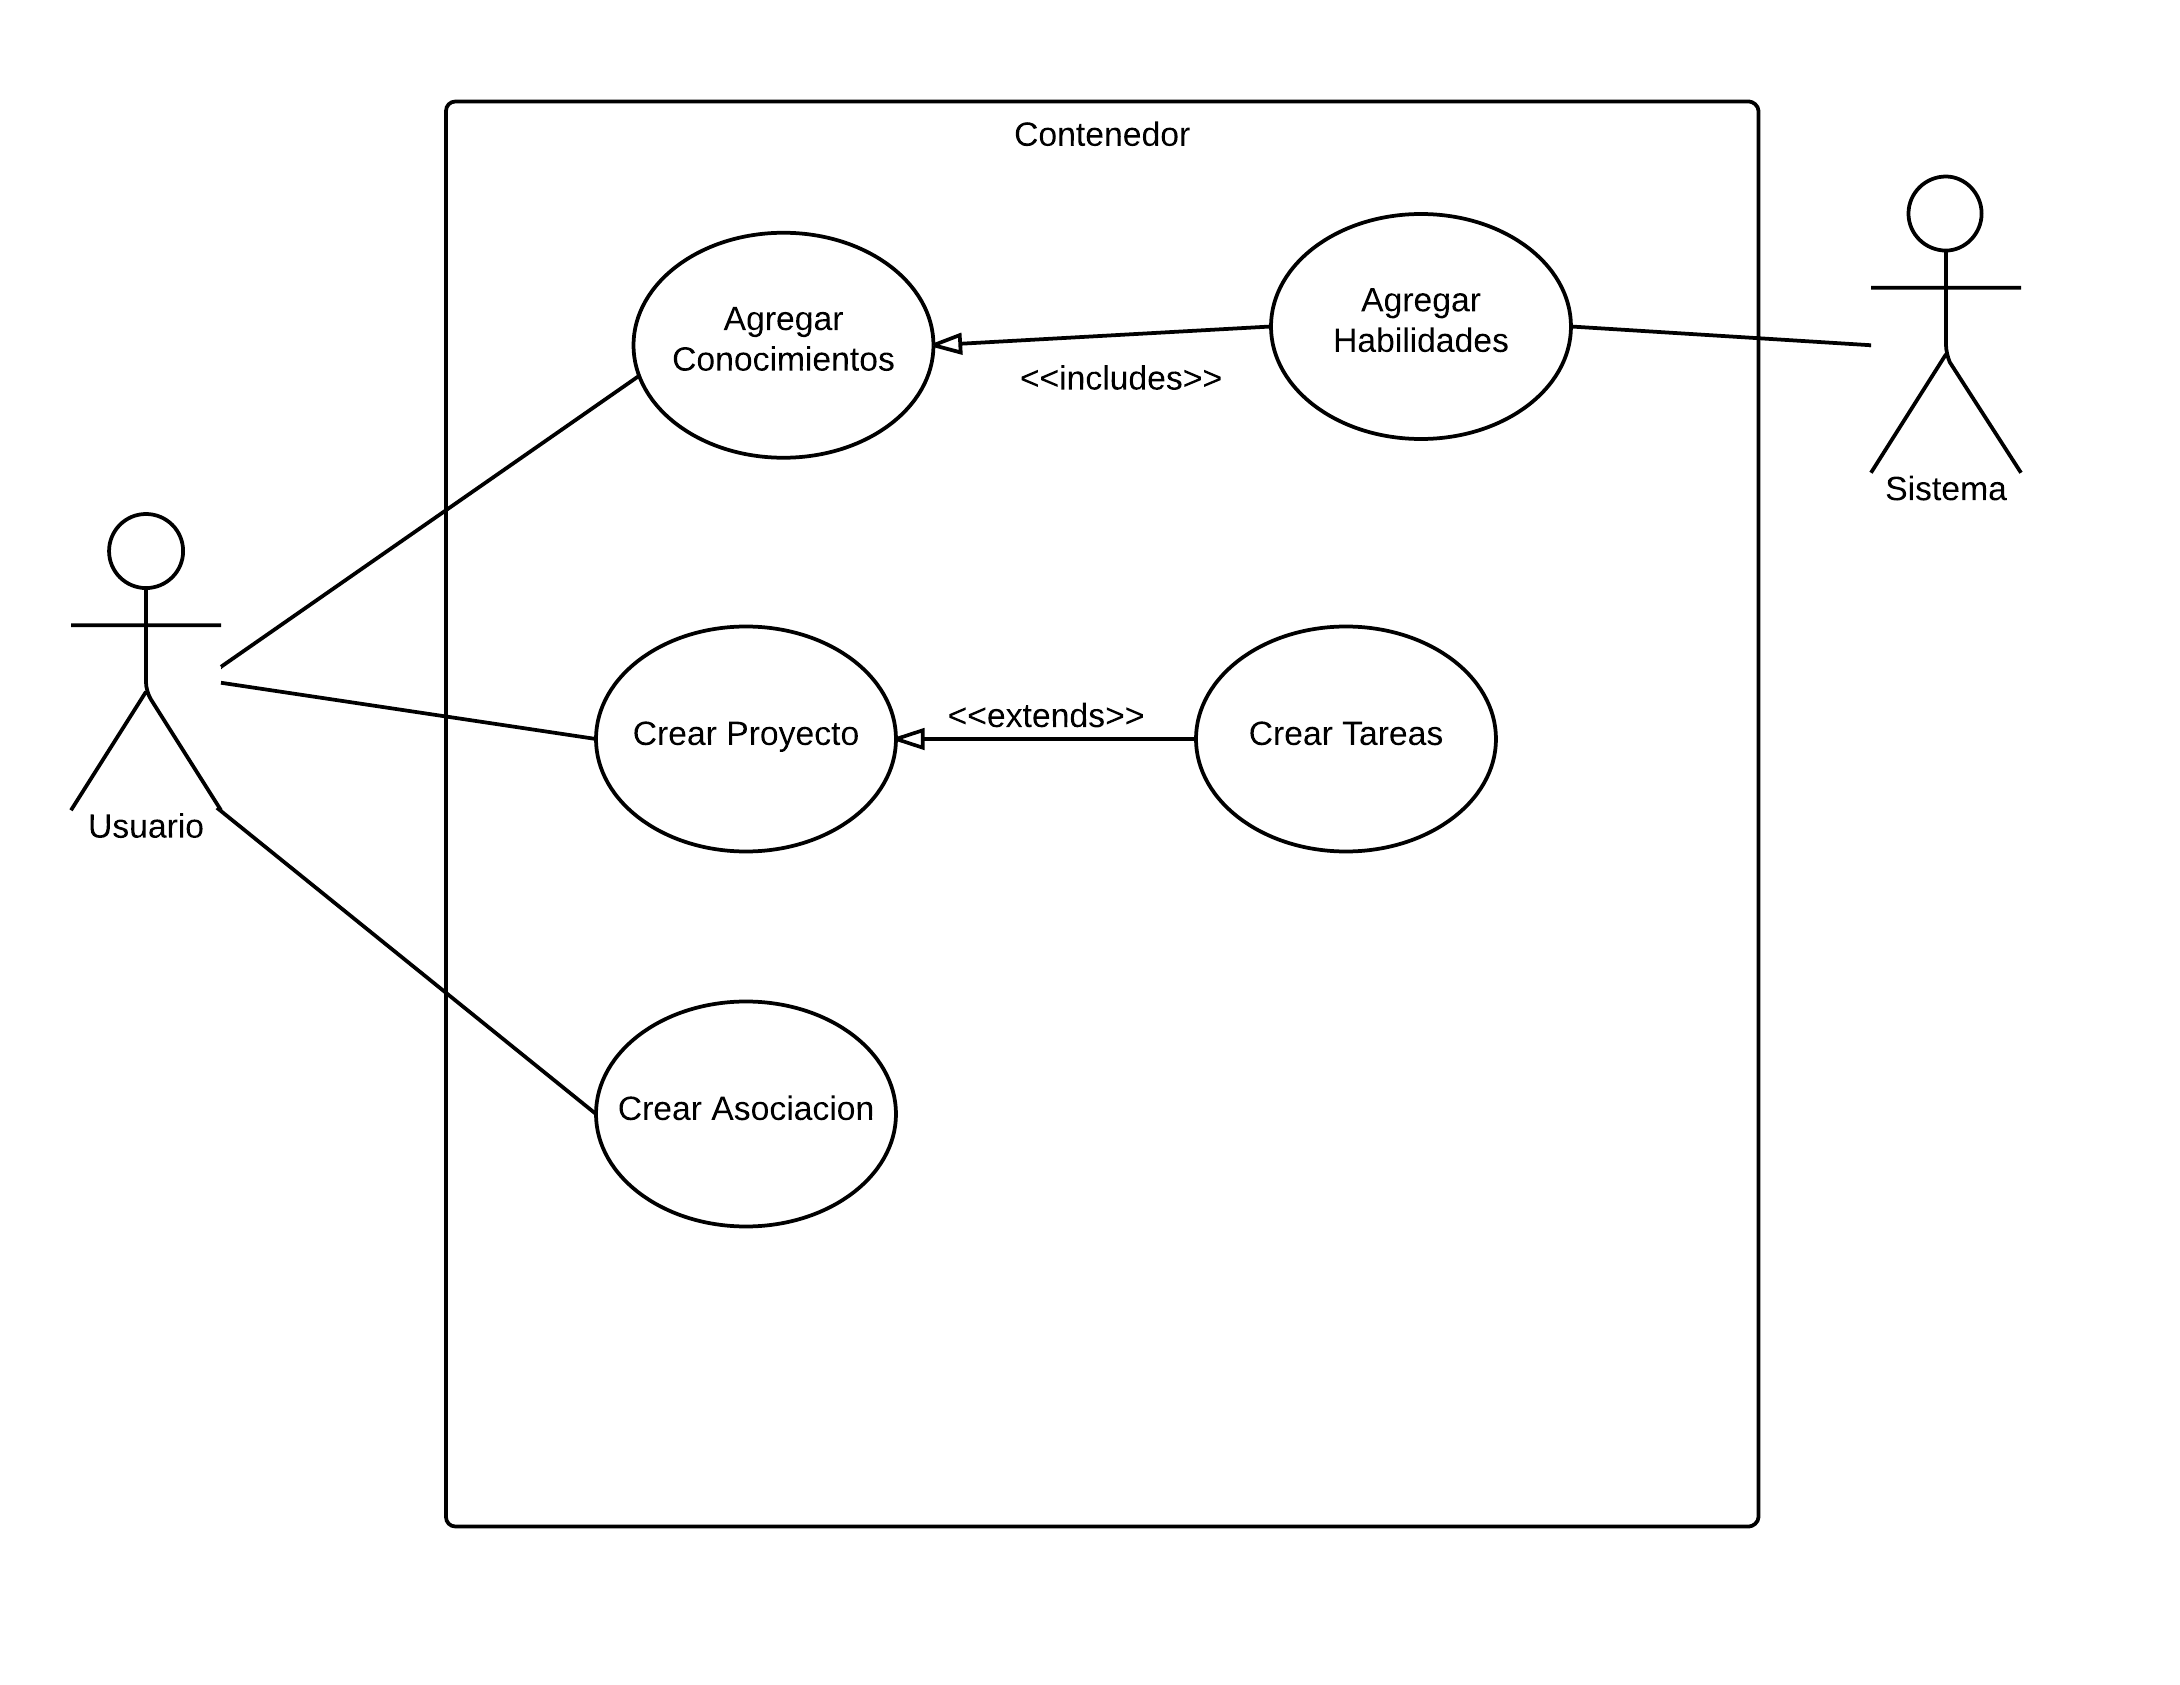 Contenedor
Agregar
Conocimientos
<<includes>>
Agregar
Habilidades
Sistema
Usuario
Crear Proyecto
<<extends>>
Crear Tareas
Crear Asociacion